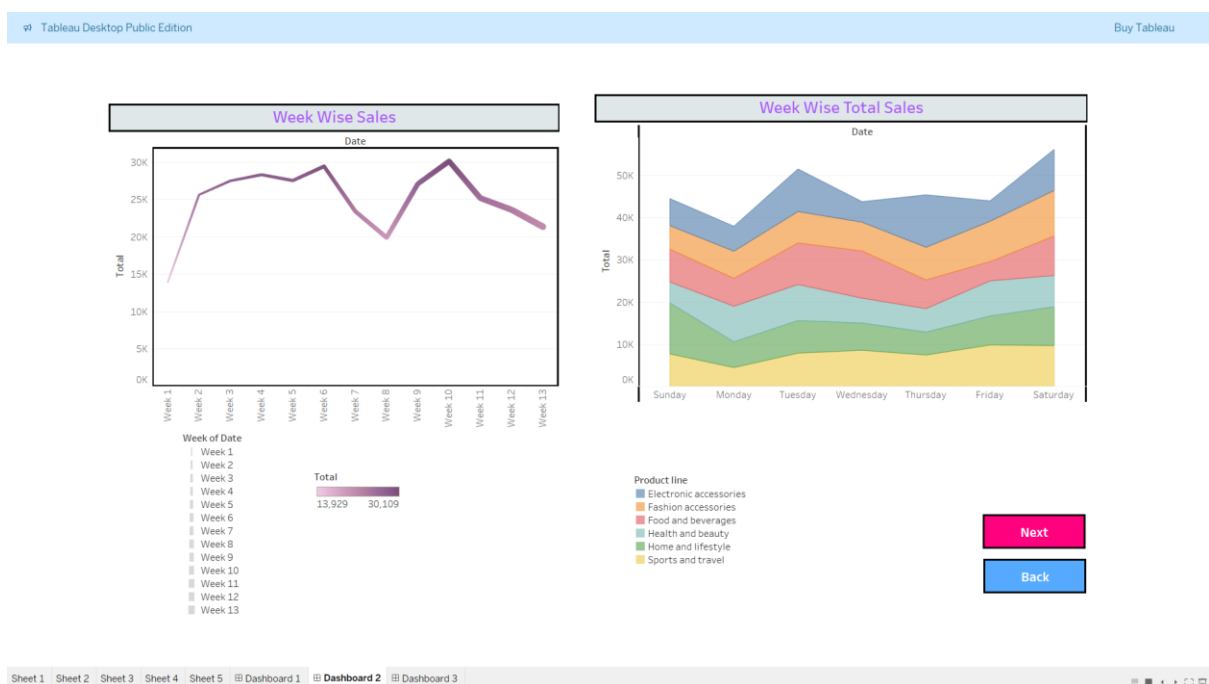 Tableau Desktop Public Edition
Buy Tableau
Week Wise Sales
Date
30K
25K
20K
15K
10K
5K
0K
Total
Week 1
Week 2
Week 3
Week 4
Week 5
Week 6
Week 7
Week 8
Week 9
Week 10
Week 11
Week 12
Week 13
Week of Date
Week 1
Week 2
Week 3
Week 4
Week 5
Week 6
Week 7
Week 8
Week 9
Week 10
Week 11
Week 12
Week 13
Total
13,929 30,109
Week Wise Total Sales
Date
50K
40K
30K
20K
10K
0K
Total
Sunday Monday Tuesday Wednesday Thursday Friday Saturday
Product line
Electronic accessories
Fashion accessories
Food and beverages
Health and beauty
Home and lifestyle
Sports and travel
Next
Back
Sheet 1 Sheet 2 Sheet 3 Sheet 4 Sheet 5 Dashboard 1 Dashboard 2 Dashboard 3